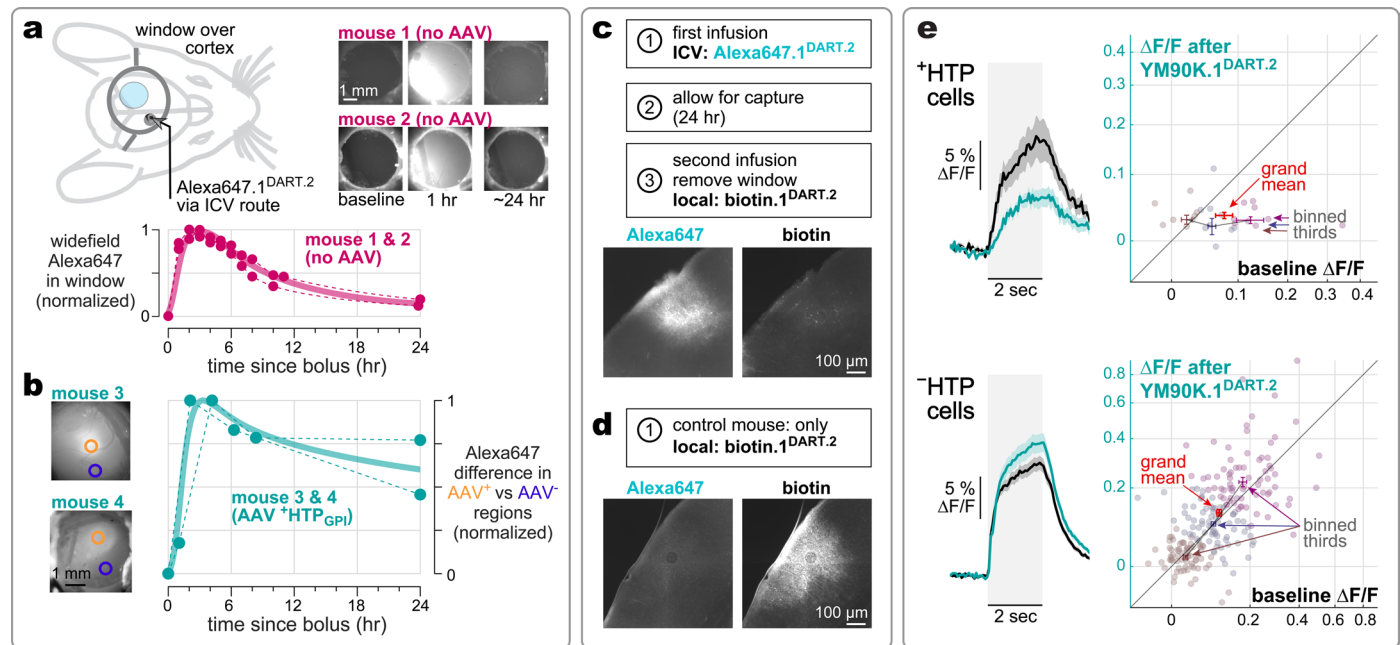 a
window over
cortex
Alexa647.1DART.2
via ICV route
mouse 1 (no AAV)
1 mm
mouse 2 (no AAV)
baseline
1 hr
~24 hr
widefield
Alexa647
in window
(normalized)
1
0
mouse 1 & 2
(no AAV)
0 6 12 18 24
time since bolus (hr)
b
mouse 3
mouse 4
1 mm
mouse 3 & 4
(AAV +HTPGPI)
1
0
Alexa647
difference in
AAV+ vs AAV-
regions
(normalized)
0 6 12 18 24
time since bolus (hr)
c
1 first infusion
ICV: Alexa647.1DART.2
2 allow for capture
(24 hr)
3 second infusion
remove window
local: biotin.1DART.2
Alexa647
biotin
100 µm
d
1 control mouse: only
local: biotin.1DART.2
Alexa647
biotin
100 µm
e
+HTP
cells
5 %
ΔF/F
2 sec
ΔF/F after
YM90K.1DART.2
0.4
0.3
0.2
0.1
0
grand
mean
binned
thirds
baseline ΔF/F
0 0.1 0.2 0.3 0.4
−HTP
cells
5 %
ΔF/F
2 sec
ΔF/F after
YM90K.1DART.2
0.8
0.6
0.4
0.2
0
grand
mean
binned
thirds
baseline ΔF/F
0 0.2 0.4 0.6 0.8